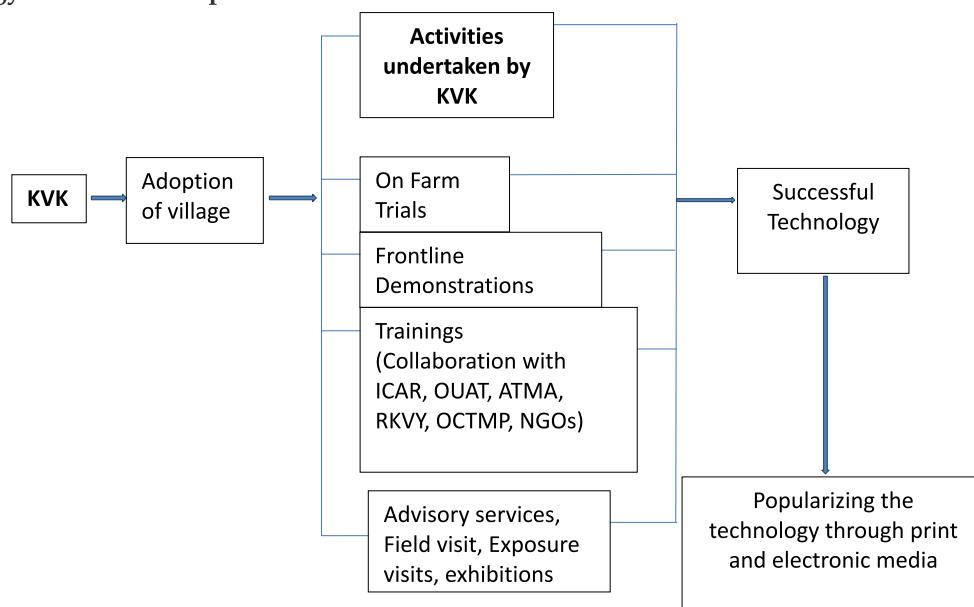 Activities
undertaken by
KVK
KVK
Adoption
of village
On Farm
Trials
Frontline
Demonstrations
Trainings
(Collaboration with
ICAR, OUAT, ATMA,
RKVY, OCTMP, NGOs)
Advisory services,
Field visit, Exposure
visits, exhibitions
Successful
Technology
Popularizing the
technology through print
and electronic media